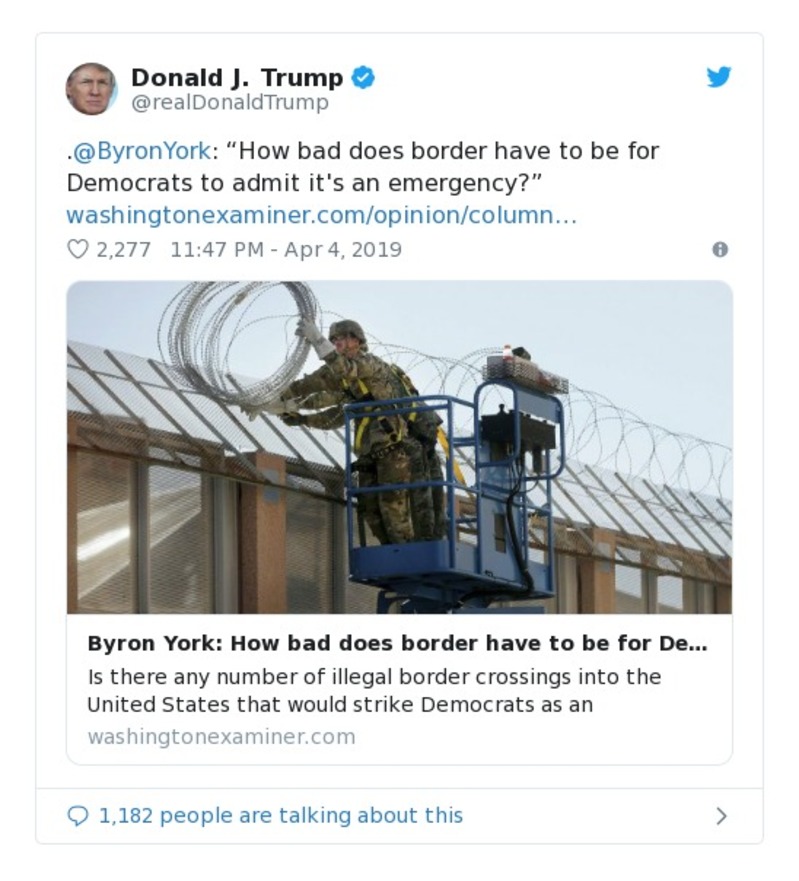 Donald J. Trump
@realDonaldTrump
.@ByronYork: “How bad does border have to be for
Democrats to admit it's an emergency?”
washingtonexaminer.com/opinion/column…
2,277 11:47 PM - Apr 4, 2019
Byron York: How bad does border have to be for De...
Is there any number of illegal border crossings into the
United States that would strike Democrats as an
washingtonexaminer.com
1,182 people are talking about this